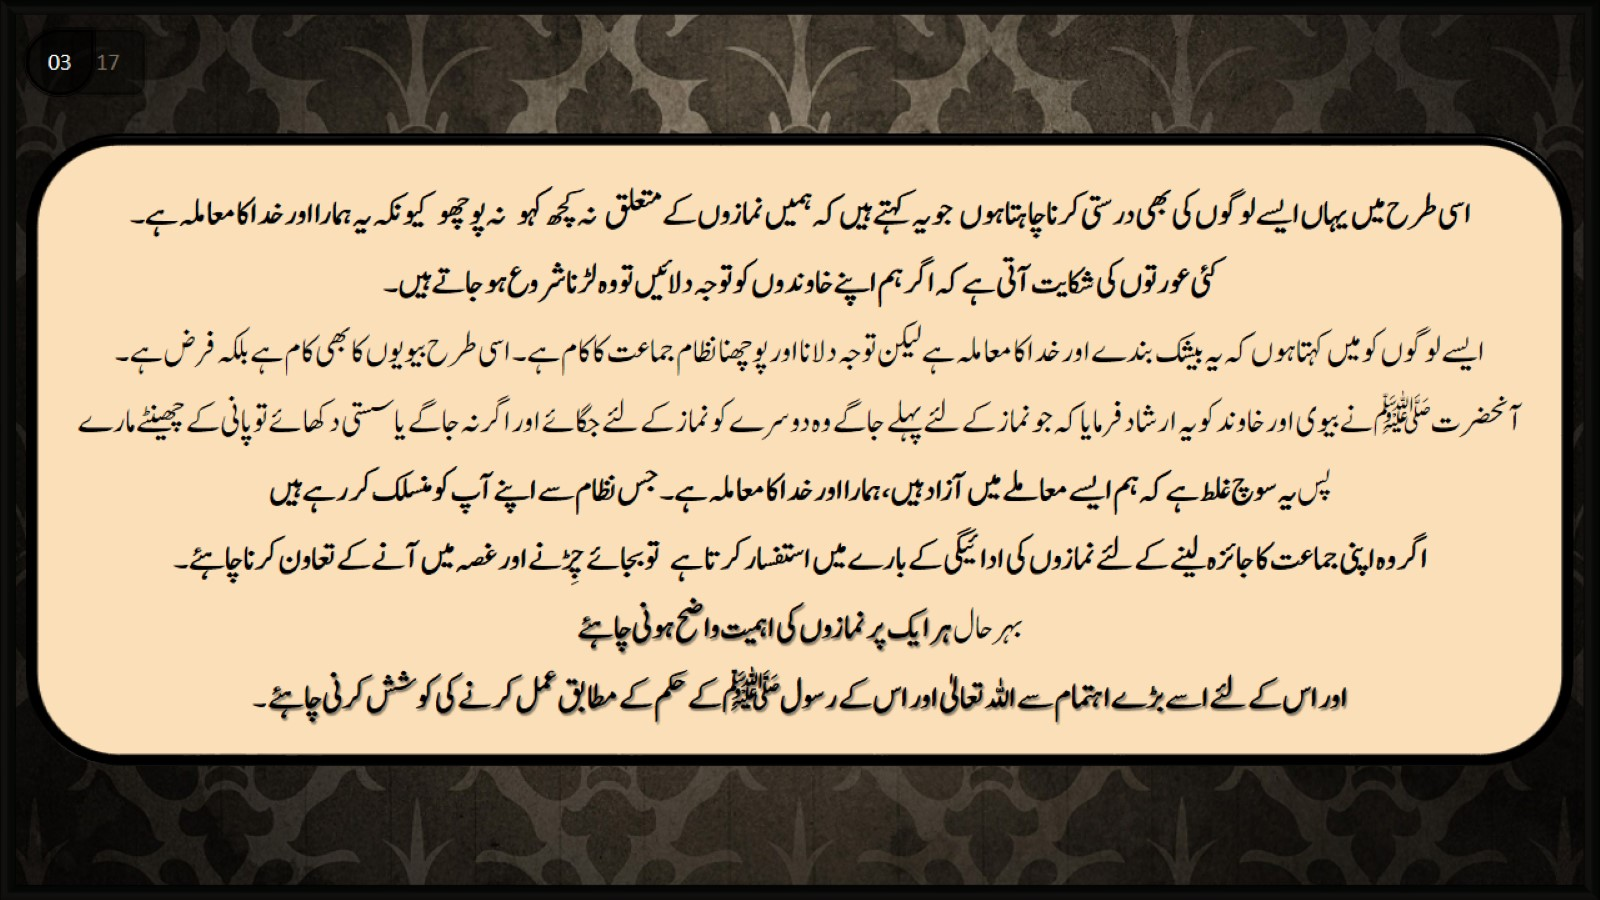 03 17
اسی طرح میں یہاں ایسے لوگوں کی بھی درستی کرنا چاہتا ہوں جو یہ کہتے ہیں کہ ہمیں نمازوں کے متعلق نہ کچھ کہو نہ پوچھو کیونکہ یہ ہمارا اور خدا کا معاملہ ہے۔
کئی عورتوں کی شکایت آتی ہے کہ اگر ہم اپنے خاوندوں کو توجہ دلائیں تو وہ لڑنا شروع ہو جاتے ہیں۔
ایسے لوگوں کو میں کہتا ہوں کہ یہ بیشک بندے اور خدا کا معاملہ ہے لیکن توجہ دلانا اور پوچھنا نظام جماعت کا کام ہے۔ اسی طرح بیویوں کا بھی کام ہے بلکہ فرض ہے۔
آنحضرت ﷺ نے بیوی اور خاوند کو یہ ارشاد فرمایا کہ جو نماز کے لئے پہلے جاگے وہ دوسرے کو نماز کے لئے جگائے اور اگر نہ جاگے یا سستی دکھائے تو پانی کے چھینٹے مارے
پس یہ سوچ غلط ہے کہ ہم ایسے معاملے میں آزاد ہیں، ہمارا اور خدا کا معاملہ ہے۔ جس نظام سے اپنے آپ کو منسلک کر رہے ہیں
اگر وہ اپنی جماعت کا جائزہ لینے کے لئے نمازوں کی ادائیگی کے بارے میں استفسار کرتا ہے تو بجائے چِڑنے اور غصہ میں آنے کے تعاون کرنا چاہئے۔
بہر حال ہر ایک پر نمازوں کی اہمیت واضح ہونی چاہئے
اور اس کے لئے اسے بڑے اہتمام سے اللہ تعالیٰ اور اس کے رسول ﷺ کے حکم کے مطابق عمل کرنے کی کوشش کرنی چاہئے۔